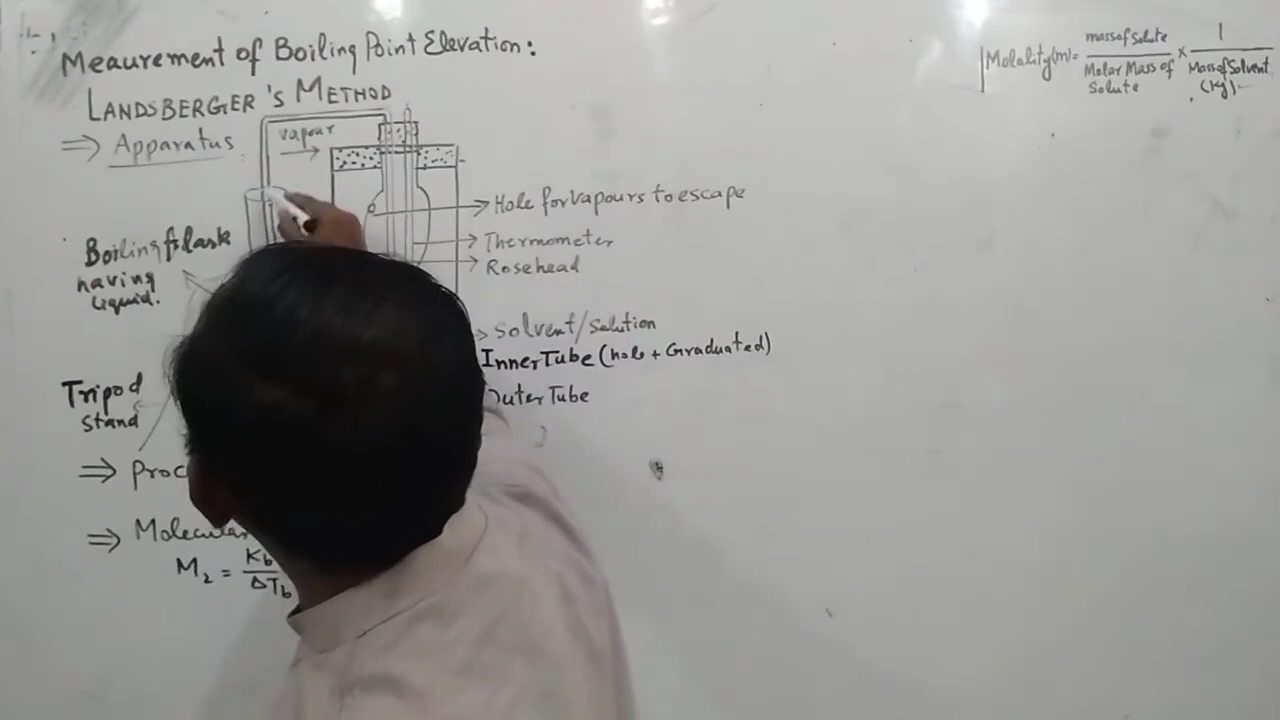 Meaurement of Boiling Point Elevation:
LANDSBERGER'S METHOD
⇒ Apparatus
vapour
Hole for Vapours to escape
Thermometer
Rosehead
Boiling flask
having
liquid.
Solvent/Solution
Inner Tube (hole + Graduated)
Outer Tube
Tripod
Stand
⇒ Proc
⇒ Molecular
M₂ = Kb
ΔTb
Molality(m) = mass of Solute / Molar Mass of Solute × 1 / Mass of Solvent (Kg)